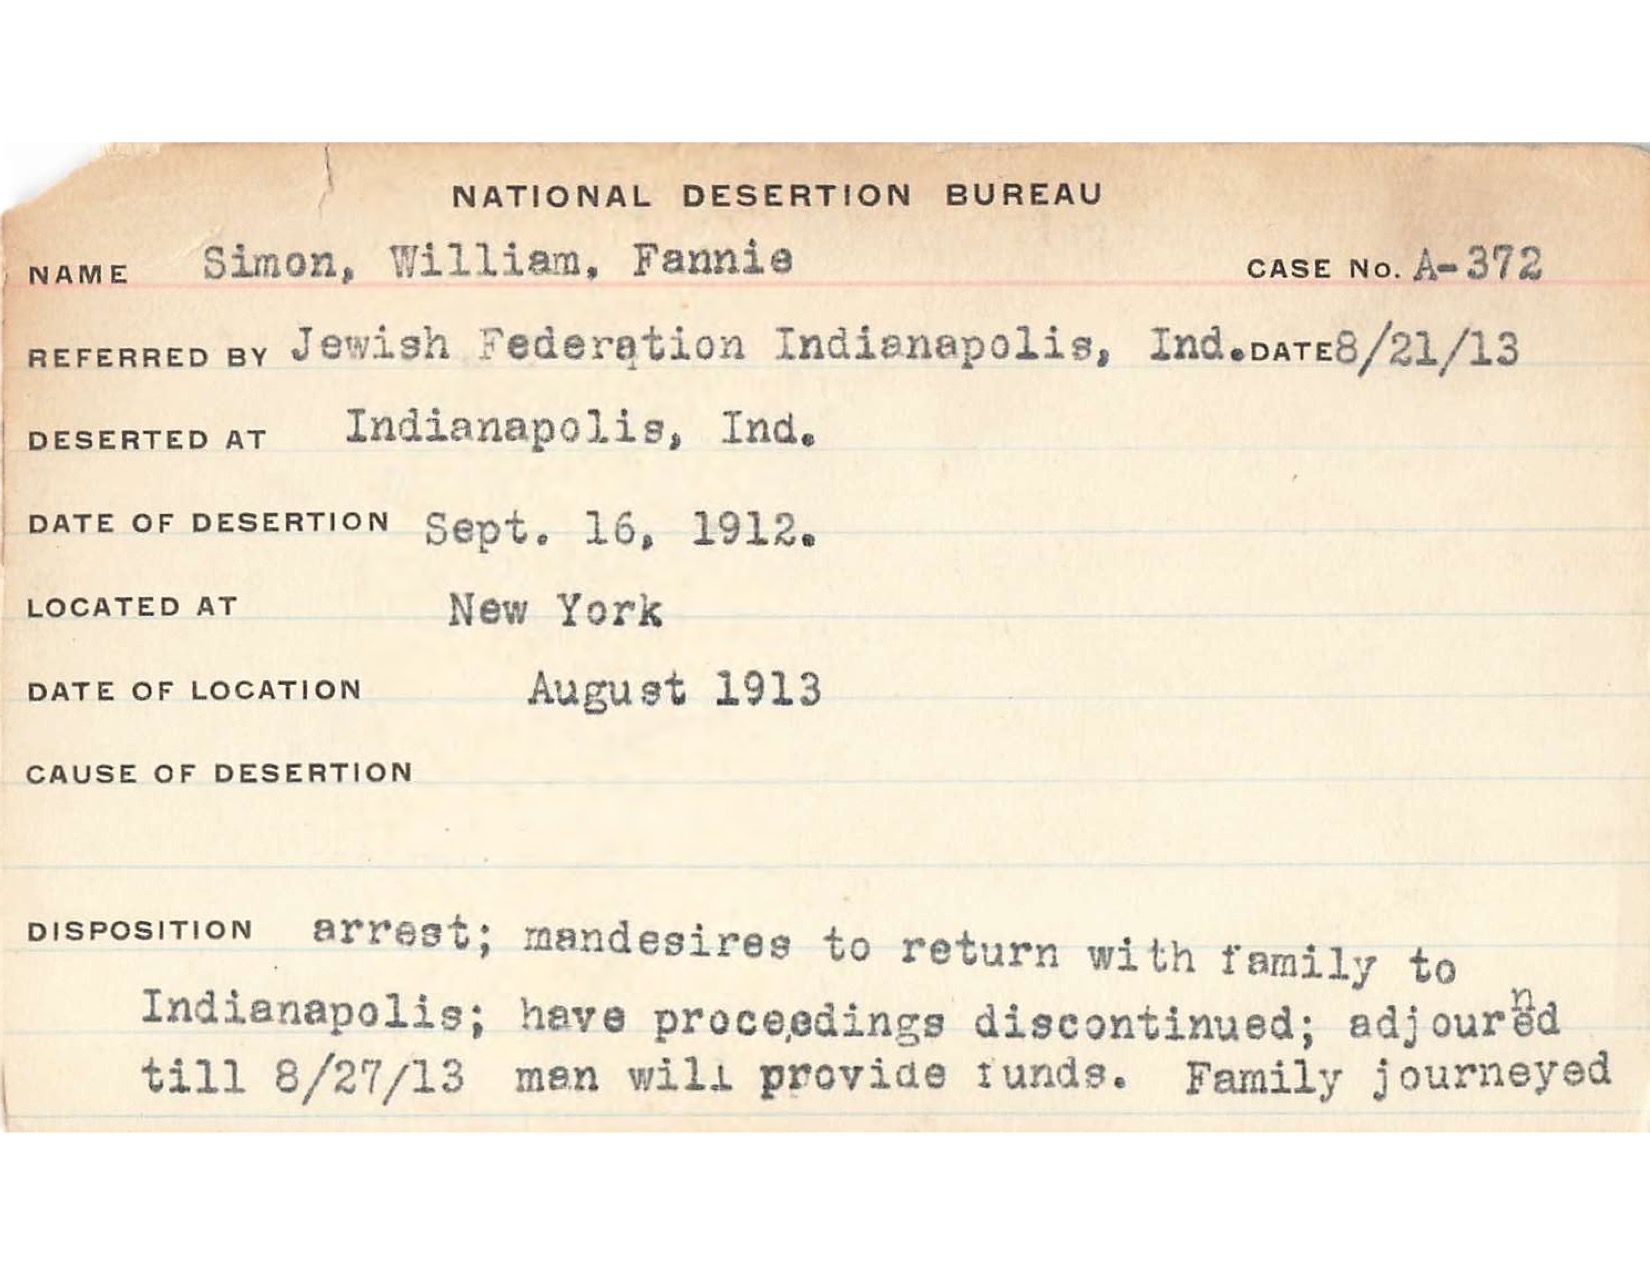 NATIONAL DESERTION BUREAU
NAME Simon, William, Fannie CASE No. A-372
REFERRED BY Jewish Federation Indianapolis, Ind. DATE 8/21/13
DESERTED AT Indianapolis, Ind.
DATE OF DESERTION Sept. 16, 1912.
LOCATED AT New York
DATE OF LOCATION August 1913
CAUSE OF DESERTION
DISPOSITION arrest; mandesires to return with family to
Indianapolis; have proceedings discontinued; adjourned
till 8/27/13 man will provide funds. Family journeyed